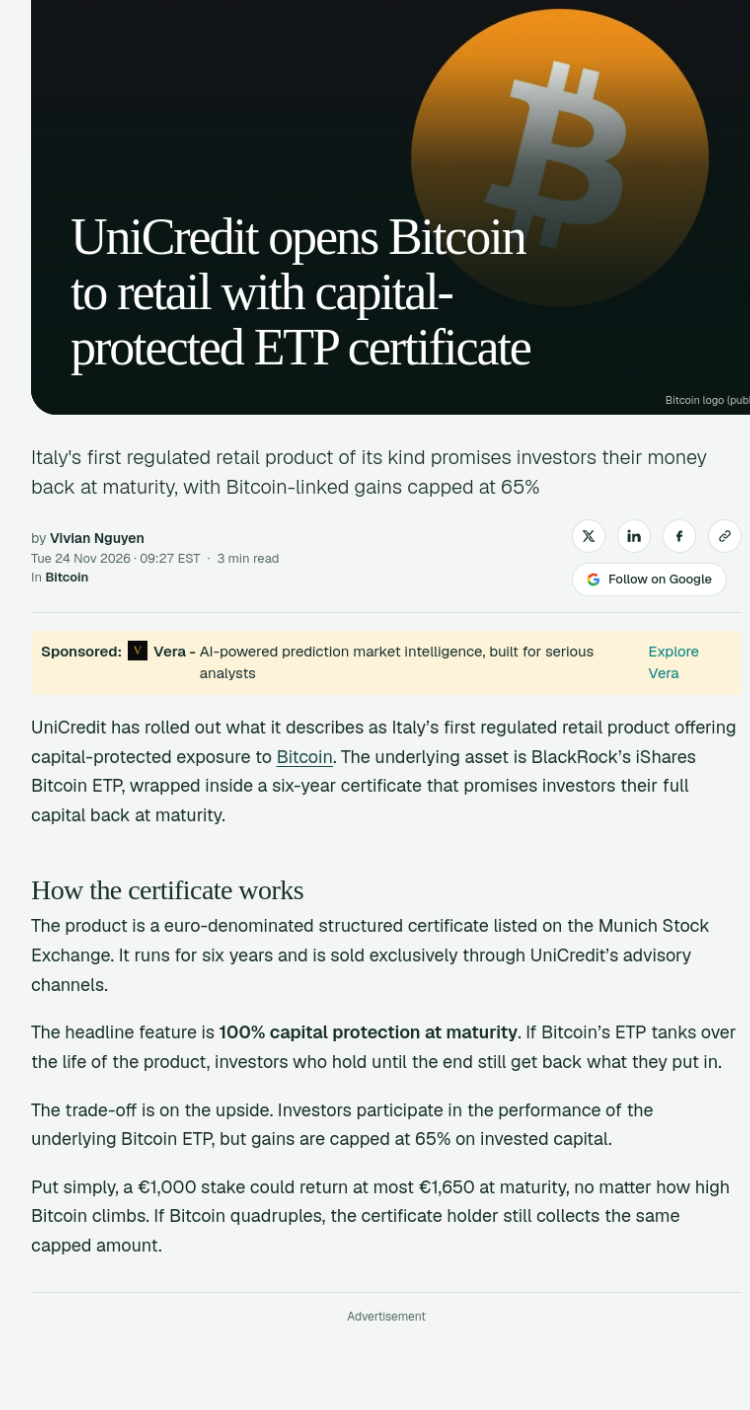 UniCredit opens Bitcoin
to retail with capital-
protected ETP certificate
Bitcoin logo (publ
Italy's first regulated retail product of its kind promises investors their money
back at maturity, with Bitcoin-linked gains capped at 65%
by Vivian Nguyen
Tue 24 Nov 2026 · 09:27 EST · 3 min read
In Bitcoin
Follow on Google
Sponsored: V Vera - AI-powered prediction market intelligence, built for serious
analysts
Explore
Vera
UniCredit has rolled out what it describes as Italy’s first regulated retail product offering
capital-protected exposure to Bitcoin. The underlying asset is BlackRock’s iShares
Bitcoin ETP, wrapped inside a six-year certificate that promises investors their full
capital back at maturity.
How the certificate works
The product is a euro-denominated structured certificate listed on the Munich Stock
Exchange. It runs for six years and is sold exclusively through UniCredit’s advisory
channels.
The headline feature is 100% capital protection at maturity. If Bitcoin’s ETP tanks over
the life of the product, investors who hold until the end still get back what they put in.
The trade-off is on the upside. Investors participate in the performance of the
underlying Bitcoin ETP, but gains are capped at 65% on invested capital.
Put simply, a €1,000 stake could return at most €1,650 at maturity, no matter how high
Bitcoin climbs. If Bitcoin quadruples, the certificate holder still collects the same
capped amount.
Advertisement